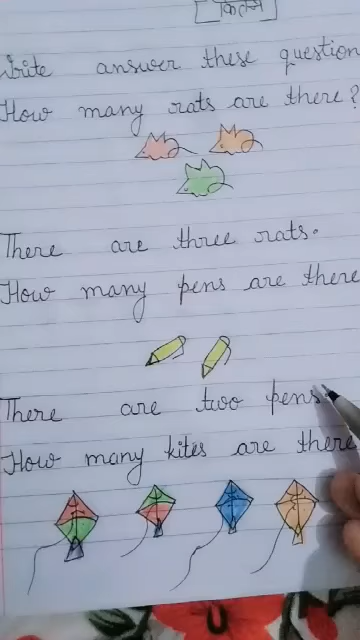 Write answer these question
How many rats are there?
There are three rats.
How many pens are there
There are two pens.
How many kites are there